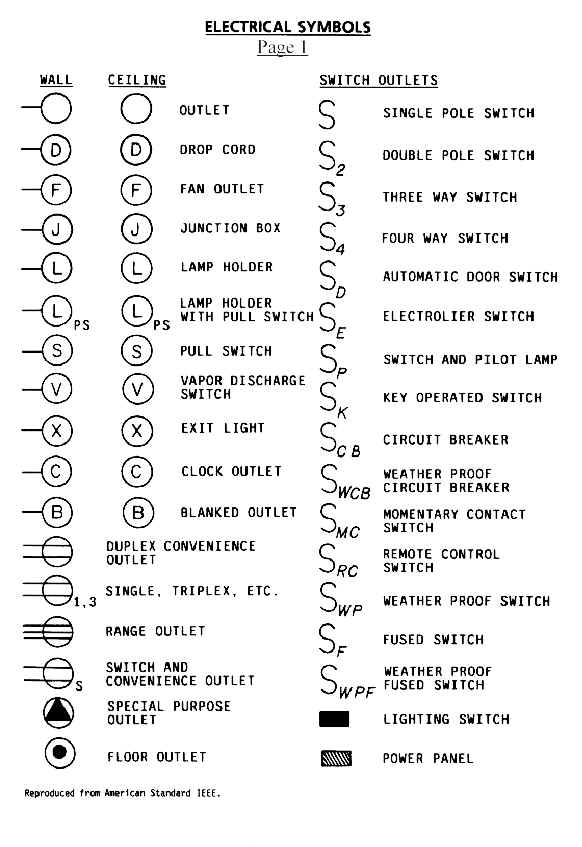 ELECTRICAL SYMBOLS
Page 1
WALL CEILING
OUTLET
D D DROP CORD
F F FAN OUTLET
J J JUNCTION BOX
L L LAMP HOLDER
L PS L PS LAMP HOLDER
WITH PULL SWITCH
S S PULL SWITCH
V V VAPOR DISCHARGE
SWITCH
X X EXIT LIGHT
C C CLOCK OUTLET
B B BLANKED OUTLET
DUPLEX CONVENIENCE
OUTLET
1,3 SINGLE, TRIPLEX, ETC.
RANGE OUTLET
S SWITCH AND
CONVENIENCE OUTLET
SPECIAL PURPOSE
OUTLET
FLOOR OUTLET
SWITCH OUTLETS
S SINGLE POLE SWITCH
S2 DOUBLE POLE SWITCH
S3 THREE WAY SWITCH
S4 FOUR WAY SWITCH
SD AUTOMATIC DOOR SWITCH
SE ELECTROLIER SWITCH
SP SWITCH AND PILOT LAMP
SK KEY OPERATED SWITCH
SCB CIRCUIT BREAKER
SWCB WEATHER PROOF
CIRCUIT BREAKER
SMC MOMENTARY CONTACT
SWITCH
SRC REMOTE CONTROL
SWITCH
SWP WEATHER PROOF SWITCH
SF FUSED SWITCH
SWPF WEATHER PROOF
FUSED SWITCH
LIGHTING SWITCH
POWER PANEL
Reproduced from American Standard IEEE.